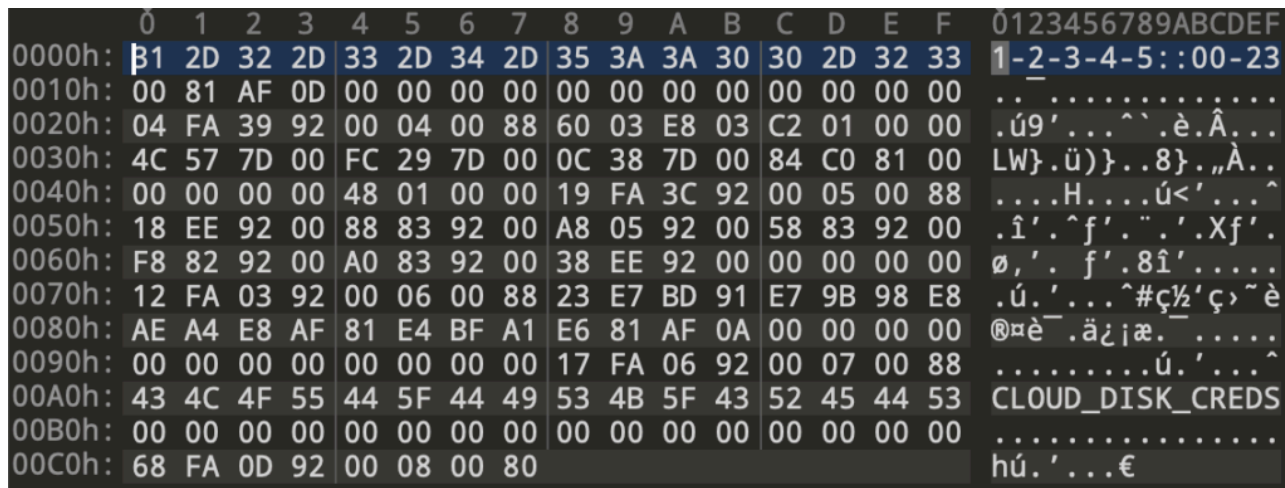 0 1 2 3 4 5 6 7 8 9 A B C D E F 0123456789ABCDEF
0000h: 31 2D 32 2D 33 2D 34 2D 35 3A 3A 30 30 2D 32 33 1-2-3-4-5::00-23
0010h: 00 81 AF 0D 00 00 00 00 00 00 00 00 00 00 00 00 ..¯.............
0020h: 04 FA 39 92 00 04 00 88 60 03 E8 03 C2 01 00 00 .ú9’...ˆ`.è.Â...
0030h: 4C 57 7D 00 FC 29 7D 00 0C 38 7D 00 84 C0 81 00 LW}.ü)}..8}.„À..
0040h: 00 00 00 00 48 01 00 00 19 FA 3C 92 00 05 00 88 ....H....ú<’...ˆ
0050h: 18 EE 92 00 88 83 92 00 A8 05 92 00 58 83 92 00 .î’.ˆƒ’.¨.’.Xƒ’.
0060h: F8 82 92 00 A0 83 92 00 38 EE 92 00 00 00 00 00 ø‚’. ƒ’.8î’.....
0070h: 12 FA 03 92 00 06 00 88 23 E7 BD 91 E7 9B 98 E8 .ú.’...ˆ#ç½‘ç›˜è
0080h: AE A4 E8 AF 81 E4 BF A1 E6 81 AF 0A 00 00 00 00 ®¤è¯.ä¿¡æ.¯.....
0090h: 00 00 00 00 00 00 00 00 17 FA 06 92 00 07 00 88 .........ú.’...ˆ
00A0h: 43 4C 4F 55 44 5F 44 49 53 4B 5F 43 52 45 44 53 CLOUD_DISK_CREDS
00B0h: 00 00 00 00 00 00 00 00 00 00 00 00 00 00 00 00 ................
00C0h: 68 FA 0D 92 00 08 00 80 hú.’...€